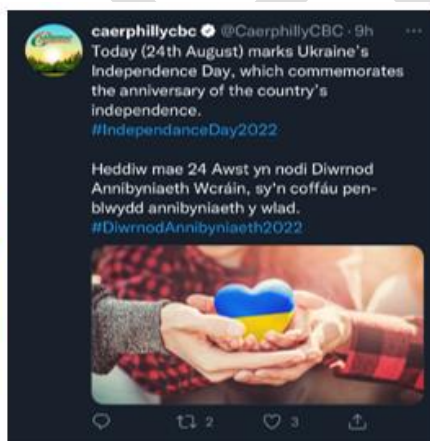 caerphillycbc @CaerphillyCBC · 9h
Today (24th August) marks Ukraine's
Independence Day, which commemorates
the anniversary of the country's
independence.
#IndependanceDay2022
Heddiw mae 24 Awst yn nodi Diwrnod
Annibyniaeth Wcráin, sy'n coffáu pen-
blwydd annibyniaeth y wlad.
#DiwrnodAnnibyniaeth2022
2 3